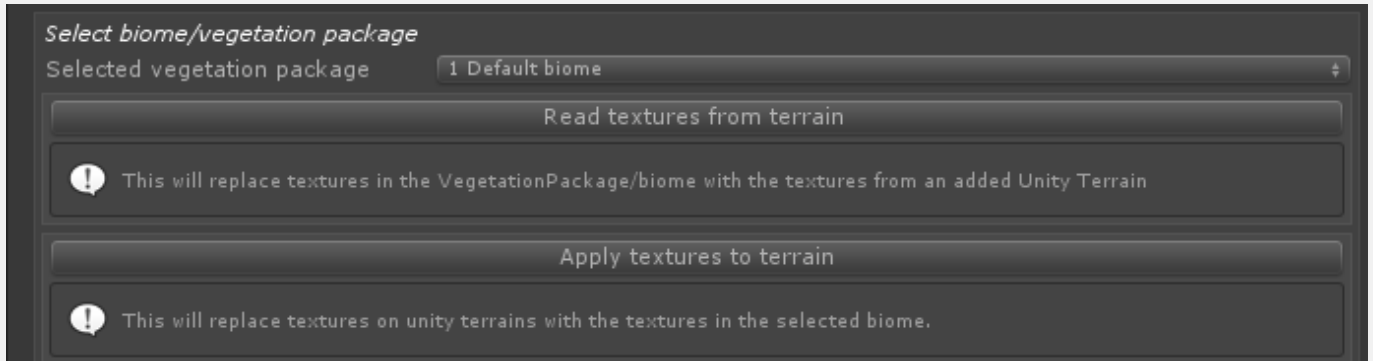 Select biome/vegetation package
Selected vegetation package 1 Default biome
Read textures from terrain
This will replace textures in the VegetationPackage/biome with the textures from an added Unity Terrain
Apply textures to terrain
This will replace textures on unity terrains with the textures in the selected biome.